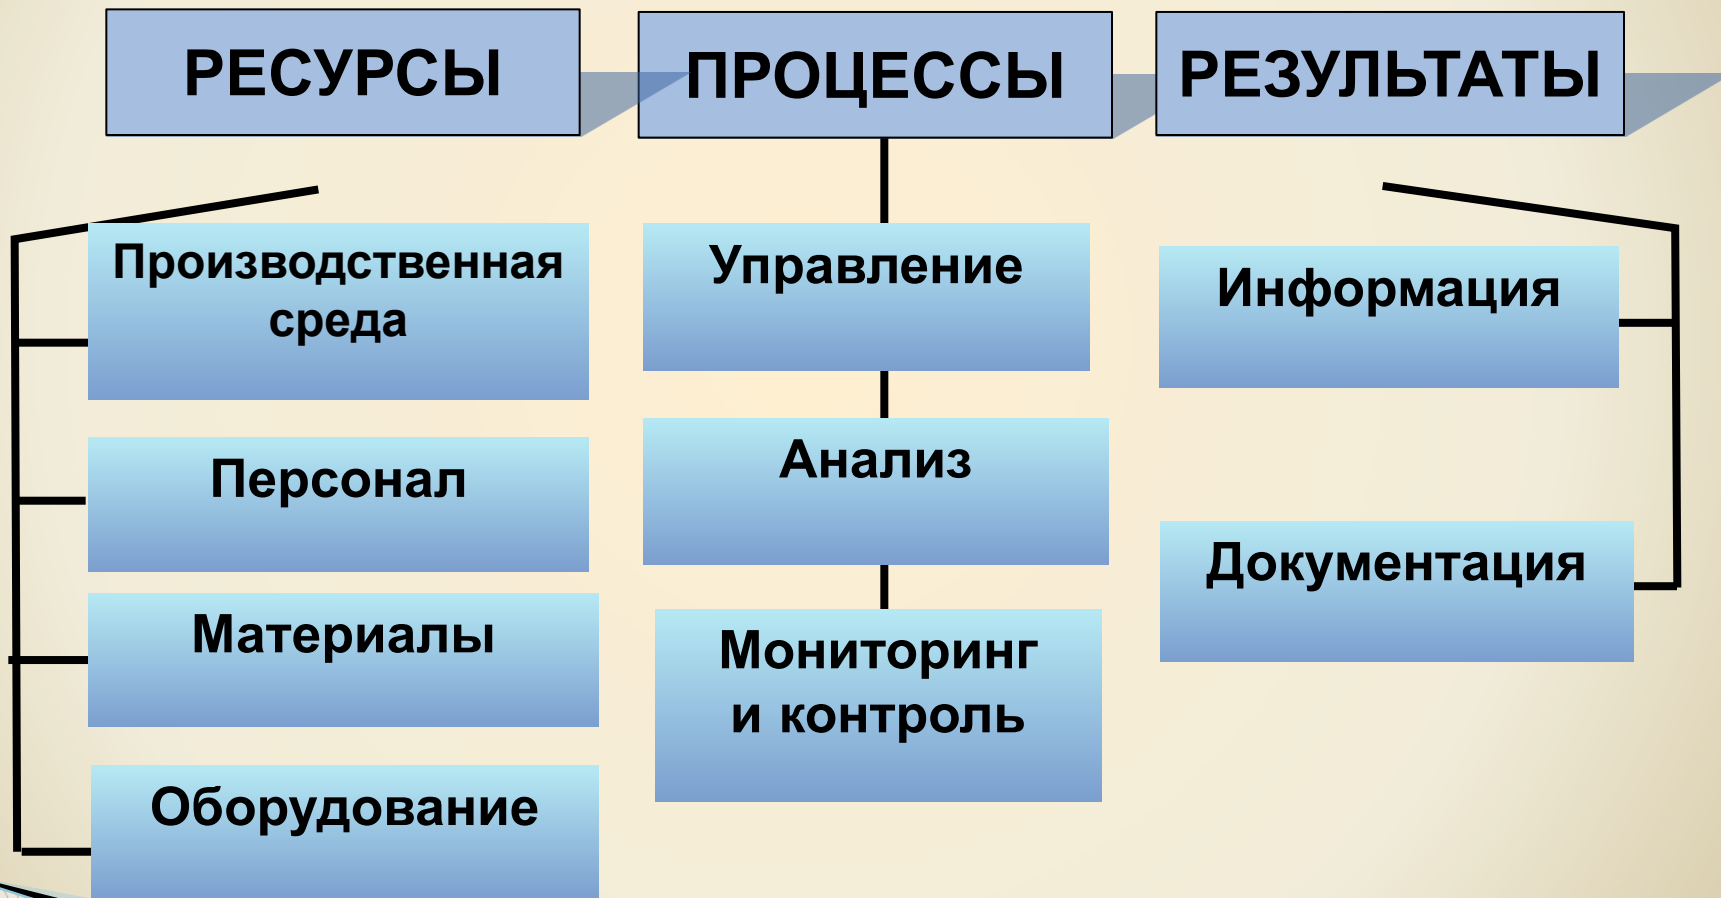 РЕСУРСЫ
ПРОЦЕССЫ
РЕЗУЛЬТАТЫ
Производственная
среда
Персонал
Материалы
Оборудование
Управление
Анализ
Мониторинг
и контроль
Информация
Документация